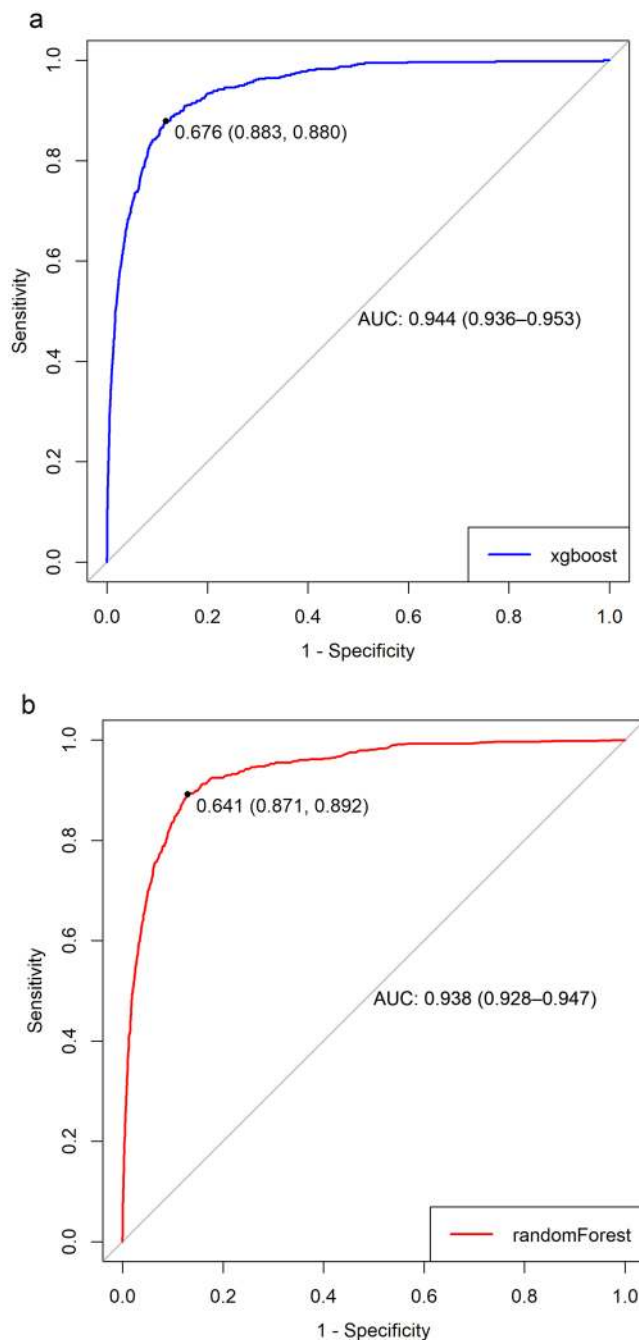 a
1.0
0.8
0.6
0.4
0.2
0.0
Sensitivity
0.676 (0.883, 0.880)
AUC: 0.944 (0.936–0.953)
xgboost
0.0 0.2 0.4 0.6 0.8 1.0
1 - Specificity
b
1.0
0.8
0.6
0.4
0.2
0.0
Sensitivity
0.641 (0.871, 0.892)
AUC: 0.938 (0.928–0.947)
randomForest
0.0 0.2 0.4 0.6 0.8 1.0
1 - Specificity